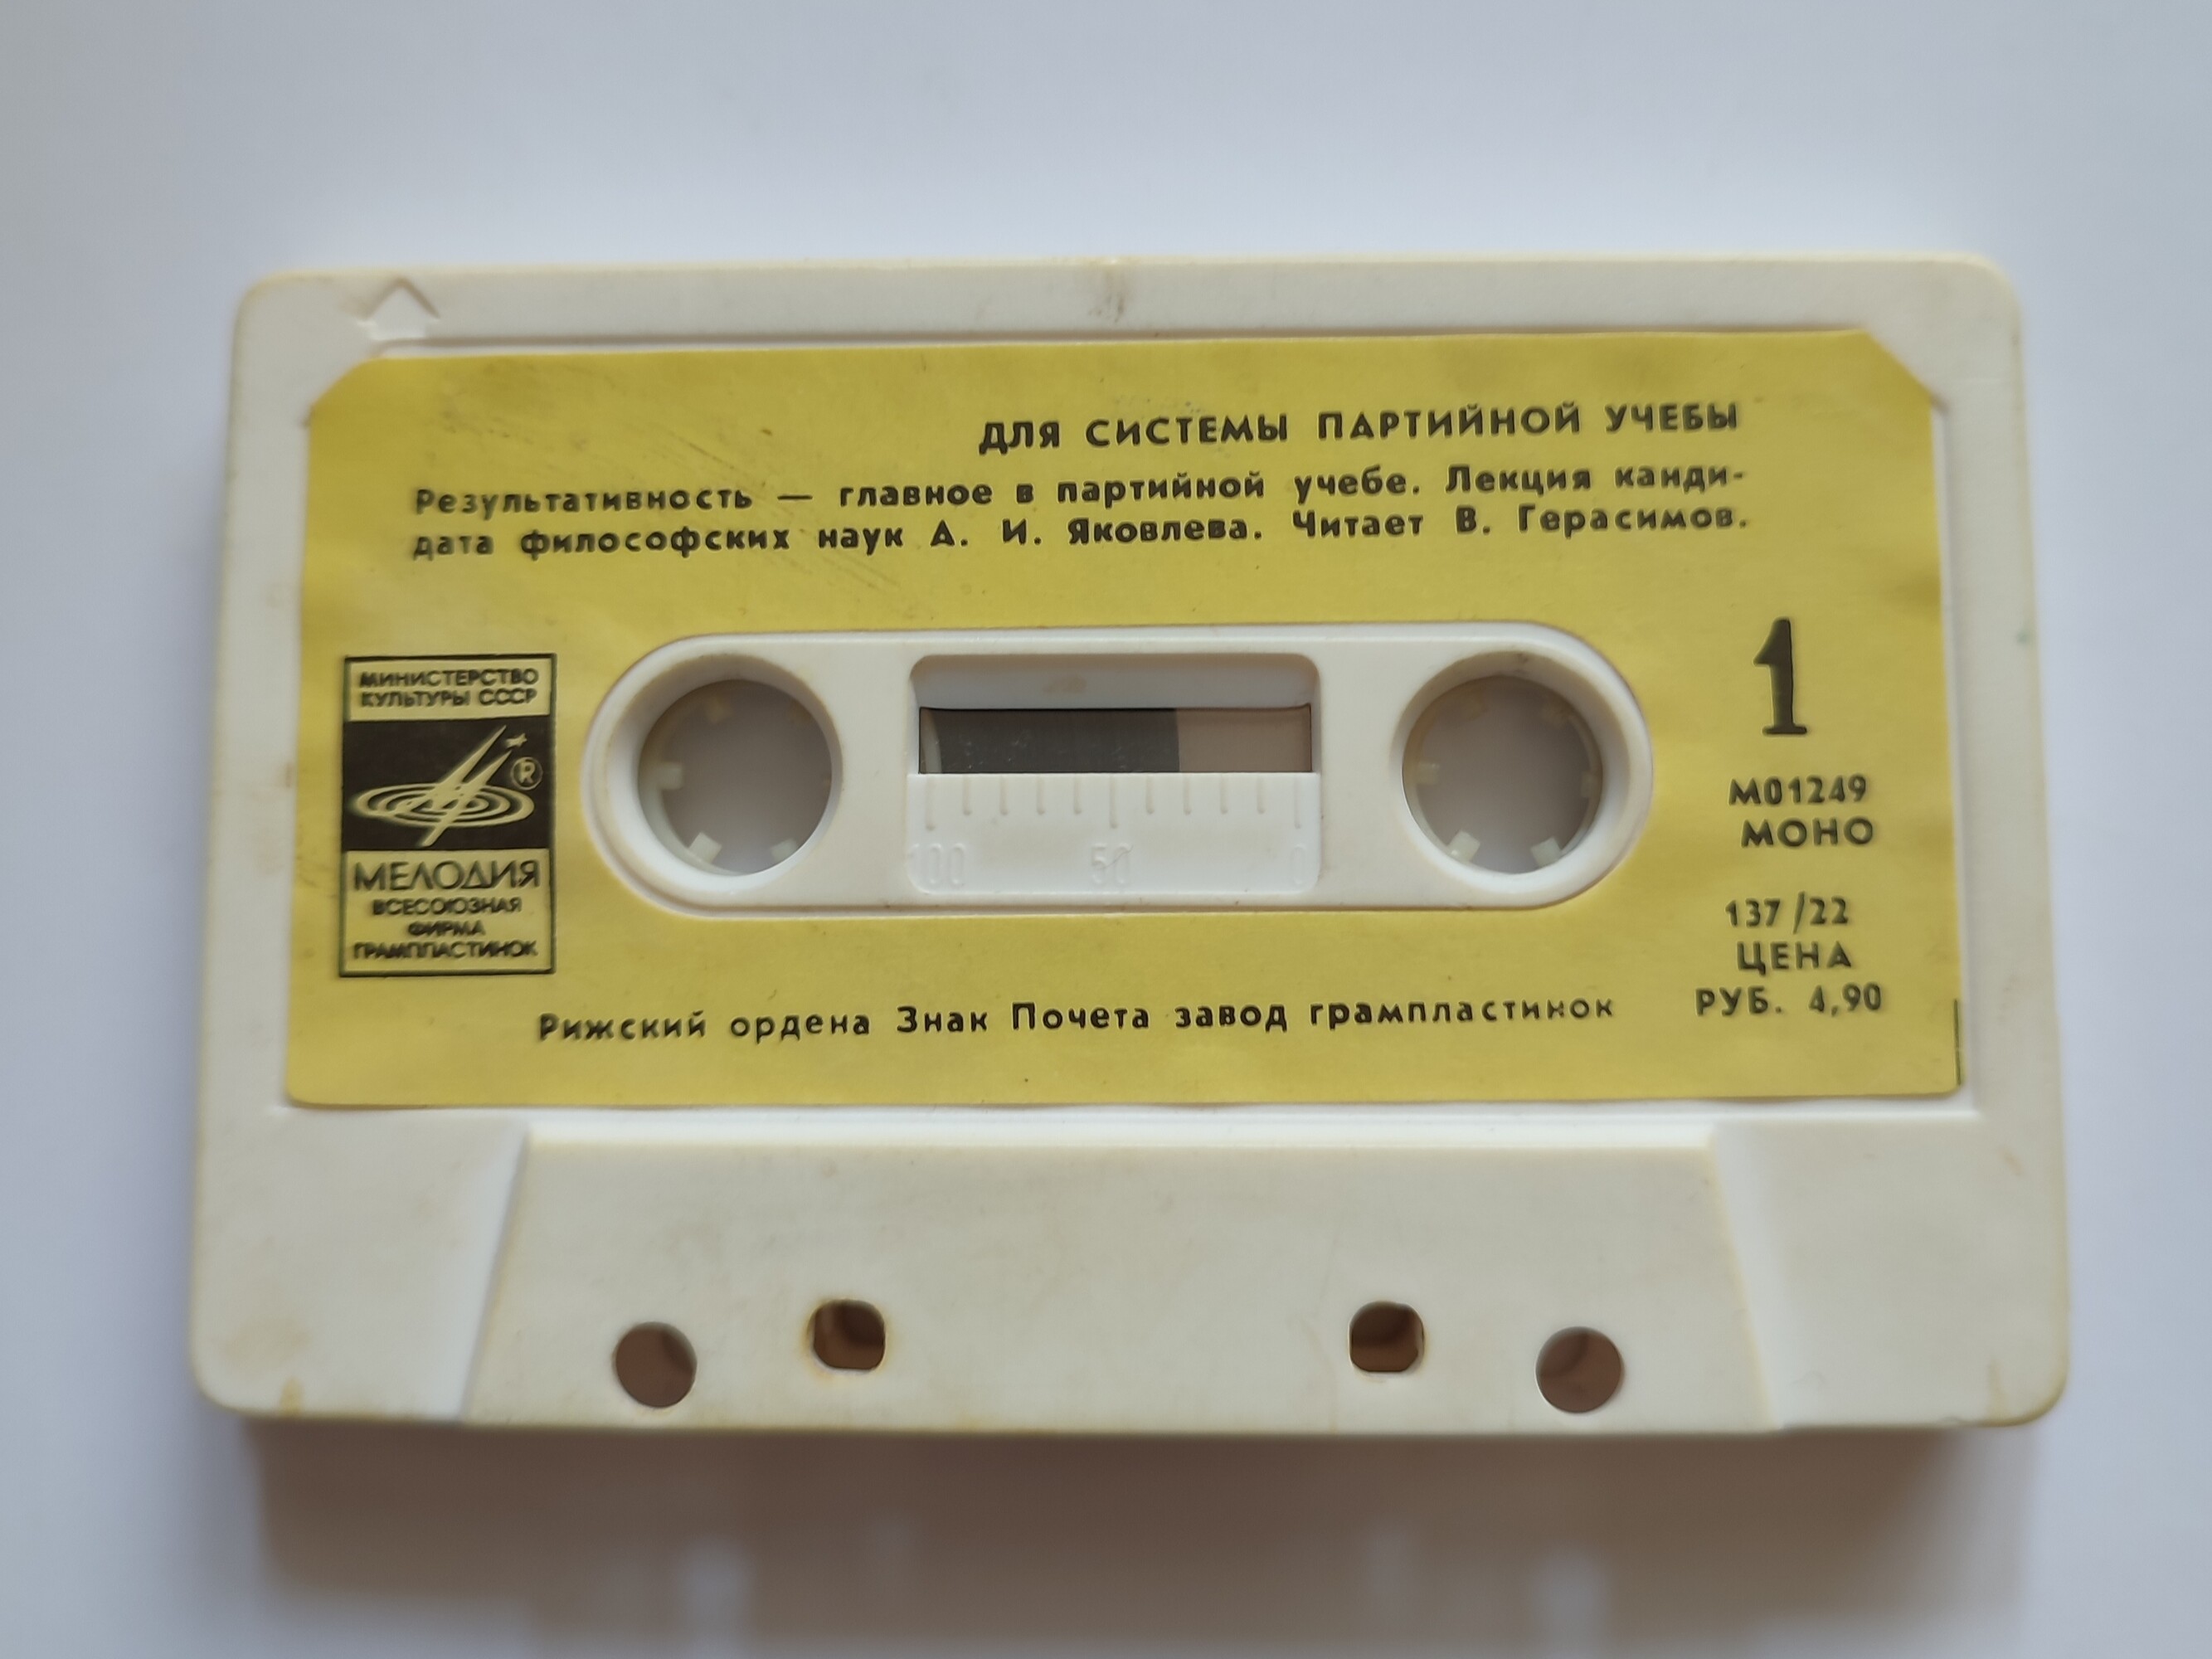 ДЛЯ СИСТЕМЫ ПАРТИЙНОЙ УЧЕБЫ
Результативность — главное в партийной учебе. Лекция канди-
дата философских наук А. И. Яковлева. Читает В. Герасимов.
МИНИСТЕРСТВО
КУЛЬТУРЫ СССР
®
МЕЛОДИЯ
ВСЕСОЮЗНАЯ
ФИРМА
ГРАМПЛАСТИНОК
100 50 0
1
М01249
МОНО
137/22
ЦЕНА
РУБ. 4,90
Рижский ордена Знак Почета завод грампластинок